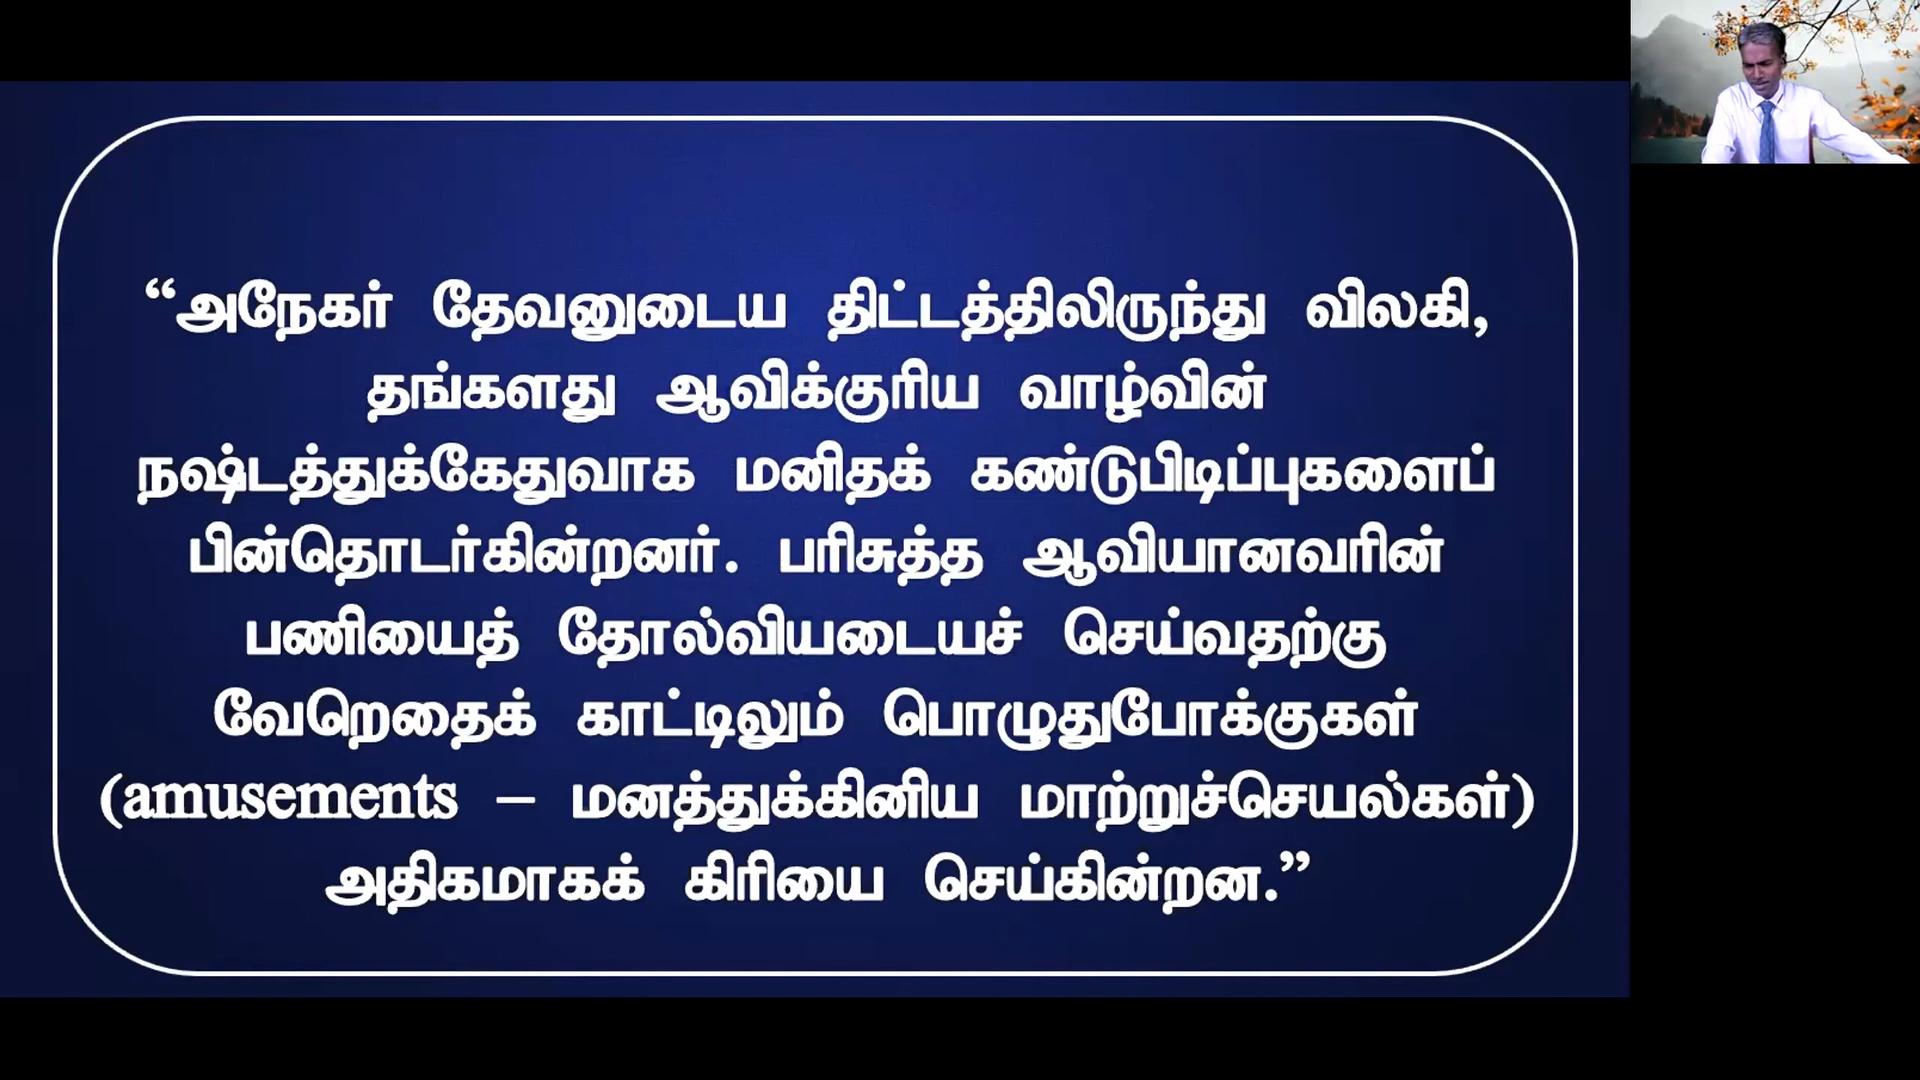 “அநேகர் தேவனுடைய திட்டத்திலிருந்து விலகி,
தங்களது ஆவிக்குரிய வாழ்வின்
நஷ்டத்துக்கேதுவாக மனிதக் கண்டுபிடிப்புகளைப்
பின்தொடர்கின்றனர். பரிசுத்த ஆவியானவரின்
பணியைத் தோல்வியடையச் செய்வதற்கு
வேறெதைக் காட்டிலும் பொழுதுபோக்குகள்
(amusements – மனத்துக்கினிய மாற்றுச்செயல்கள்)
அதிகமாகக் கிரியை செய்கின்றன.”